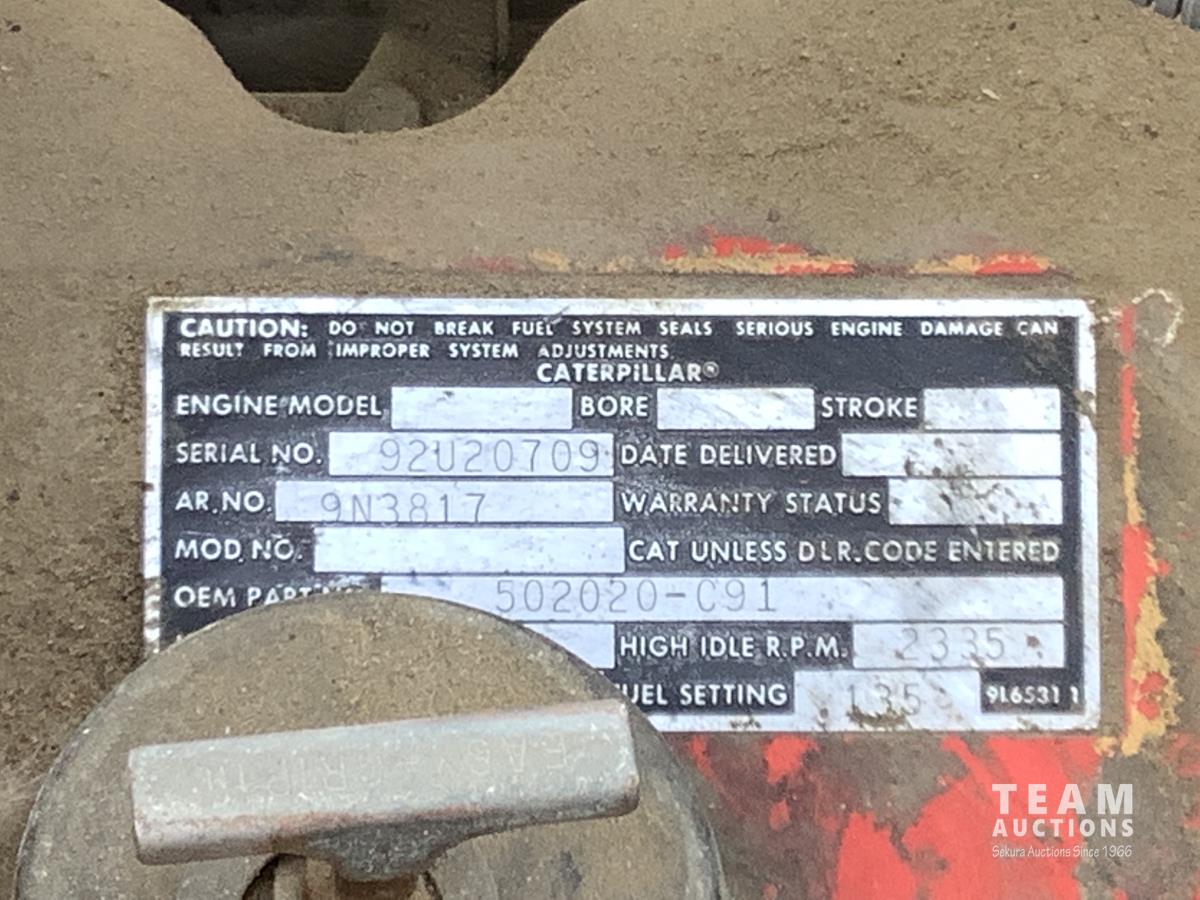 CAUTION: DO NOT BREAK FUEL SYSTEM SEALS SERIOUS ENGINE DAMAGE CAN
RESULT FROM IMPROPER SYSTEM ADJUSTMENTS.
CATERPILLAR®
ENGINE MODEL BORE STROKE
SERIAL NO. 92U20709 DATE DELIVERED
AR. NO. 9N3817 WARRANTY STATUS
MOD. NO. CAT UNLESS DLR. CODE ENTERED
OEM 502020-C91
HIGH IDLE R.P.M. 2335
SETTING 135 9L6531 1
TEAM
AUCTIONS
Sekura Auctions Since 1966